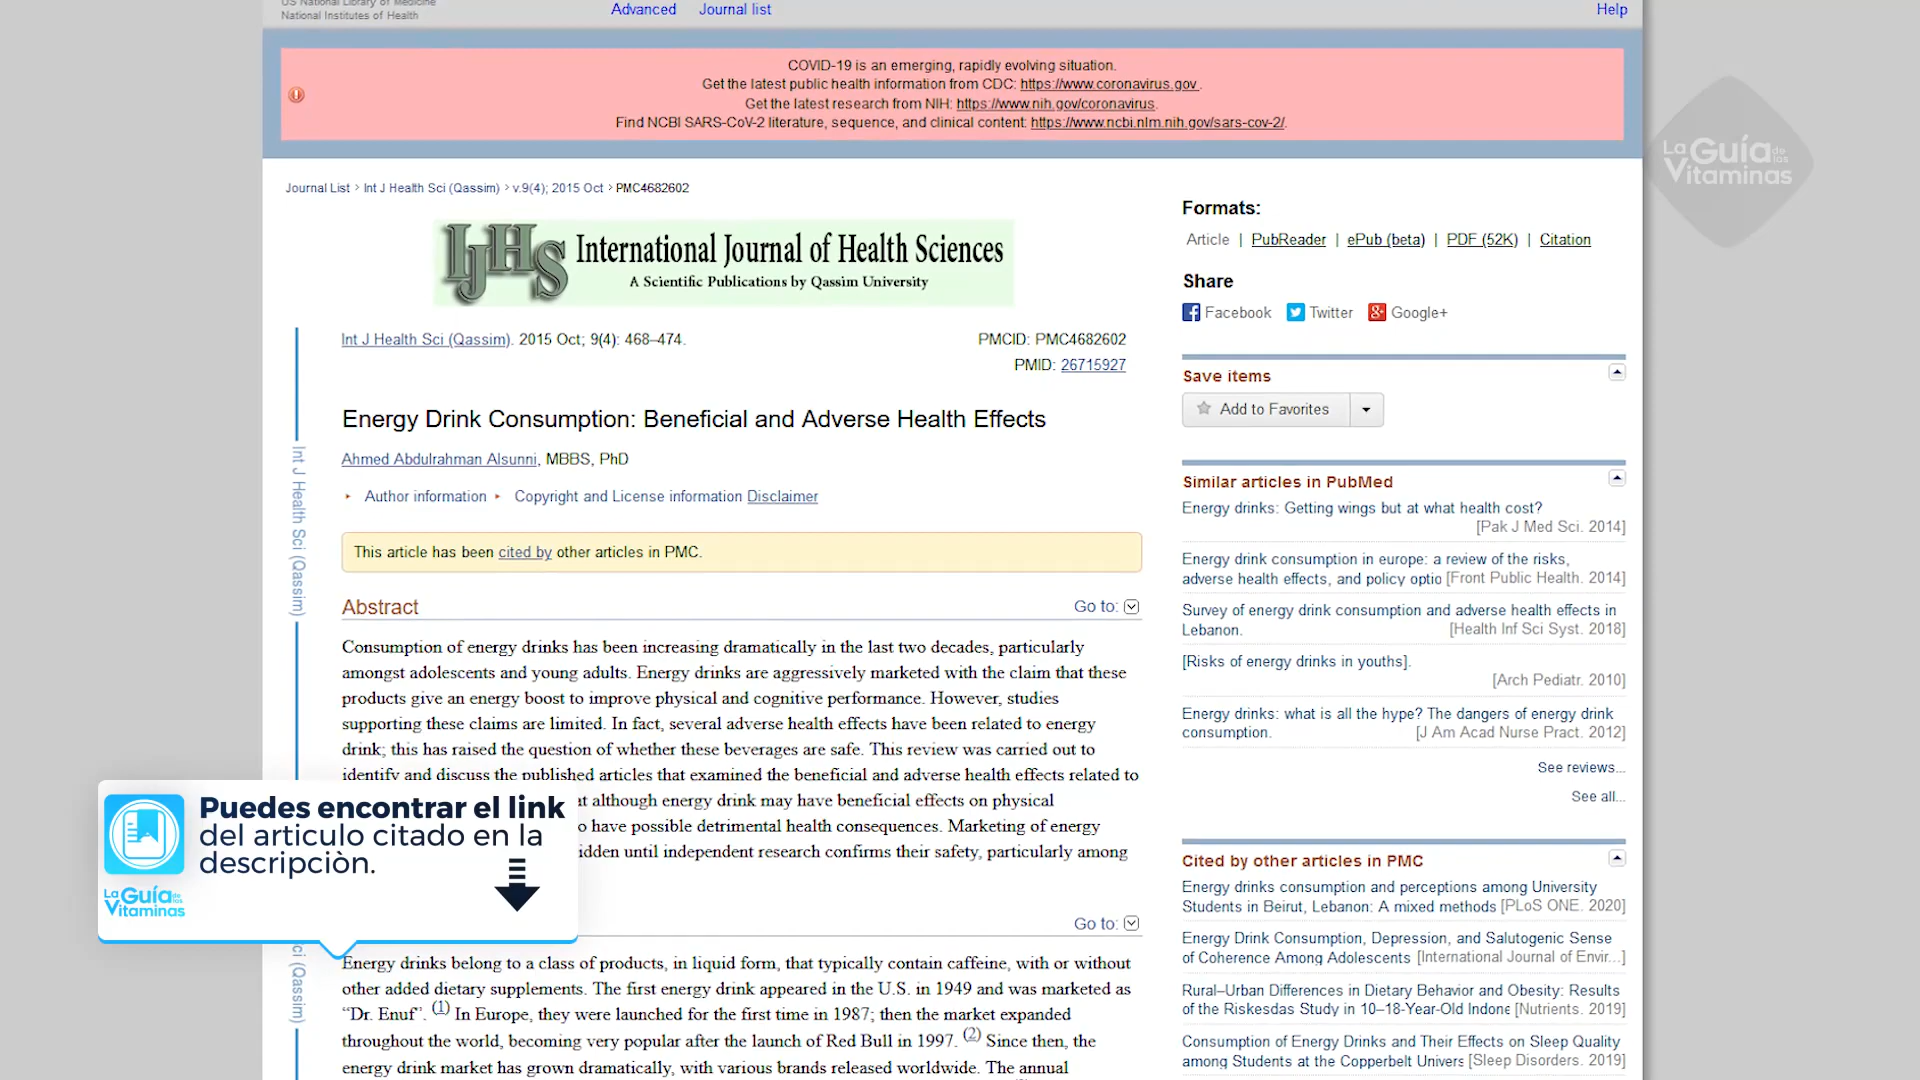 US National Library of Medicine
National Institutes of Health
Advanced Journal list
Help
COVID-19 is an emerging, rapidly evolving situation.
Get the latest public health information from CDC: https://www.coronavirus.gov .
Get the latest research from NIH: https://www.nih.gov/coronavirus.
Find NCBI SARS-CoV-2 literature, sequence, and clinical content: https://www.ncbi.nlm.nih.gov/sars-cov-2/.
La Guía de las
Vitaminas
Journal List > Int J Health Sci (Qassim) > v.9(4); 2015 Oct > PMC4682602
IJHS International Journal of Health Sciences
A Scientific Publications by Qassim University
Int J Health Sci (Qassim). 2015 Oct; 9(4): 468–474.
PMCID: PMC4682602
PMID: 26715927
Energy Drink Consumption: Beneficial and Adverse Health Effects
Ahmed Abdulrahman Alsunni, MBBS, PhD
Author information Copyright and License information Disclaimer
This article has been cited by other articles in PMC.
Abstract
Go to:
Consumption of energy drinks has been increasing dramatically in the last two decades, particularly
amongst adolescents and young adults. Energy drinks are aggressively marketed with the claim that these
products give an energy boost to improve physical and cognitive performance. However, studies
supporting these claims are limited. In fact, several adverse health effects have been related to energy
drink; this has raised the question of whether these beverages are safe. This review was carried out to
identify and discuss the published articles that examined the beneficial and adverse health effects related to
t although energy drink may have beneficial effects on physical
o have possible detrimental health consequences. Marketing of energy
idden until independent research confirms their safety, particularly among
Go to:
Energy drinks belong to a class of products, in liquid form, that typically contain caffeine, with or without
other added dietary supplements. The first energy drink appeared in the U.S. in 1949 and was marketed as
“Dr. Enuf”. (1) In Europe, they were launched for the first time in 1987; then the market expanded
throughout the world, becoming very popular after the launch of Red Bull in 1997. (2) Since then, the
energy drink market has grown dramatically, with various brands released worldwide. The annual
Int J Health Sci (Qassim)
ci (Qassim)
Puedes encontrar el link
del articulo citado en la
descripciòn.
La Guía de las
Vitaminas
Formats:
Article | PubReader | ePub (beta) | PDF (52K) | Citation
Share
Facebook Twitter Google+
Save items
Add to Favorites
Similar articles in PubMed
Energy drinks: Getting wings but at what health cost?
[Pak J Med Sci. 2014]
Energy drink consumption in europe: a review of the risks,
adverse health effects, and policy optio [Front Public Health. 2014]
Survey of energy drink consumption and adverse health effects in
Lebanon. [Health Inf Sci Syst. 2018]
[Risks of energy drinks in youths].
[Arch Pediatr. 2010]
Energy drinks: what is all the hype? The dangers of energy drink
consumption. [J Am Acad Nurse Pract. 2012]
See reviews...
See all...
Cited by other articles in PMC
Energy drinks consumption and perceptions among University
Students in Beirut, Lebanon: A mixed methods [PLoS ONE. 2020]
Energy Drink Consumption, Depression, and Salutogenic Sense
of Coherence Among Adolescents [International Journal of Envir...]
Rural–Urban Differences in Dietary Behavior and Obesity: Results
of the Riskesdas Study in 10–18-Year-Old Indone [Nutrients. 2019]
Consumption of Energy Drinks and Their Effects on Sleep Quality
among Students at the Copperbelt Univers [Sleep Disorders. 2019]